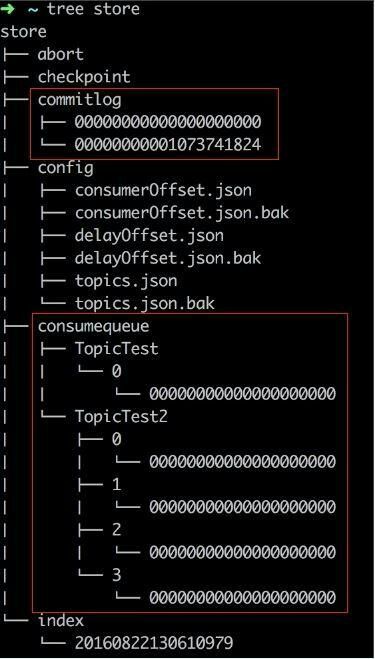 ➜  ~ tree store
store
├── abort
├── checkpoint
├── commitlog
│   ├── 00000000000000000000
│   └── 00000000001073741824
├── config
│   ├── consumerOffset.json
│   ├── consumerOffset.json.bak
│   ├── delayOffset.json
│   ├── delayOffset.json.bak
│   ├── topics.json
│   └── topics.json.bak
├── consumequeue
│   ├── TopicTest
│   │   └── 0
│   │       └── 00000000000000000000
│   └── TopicTest2
│       ├── 0
│       │   └── 00000000000000000000
│       ├── 1
│       │   └── 00000000000000000000
│       ├── 2
│       │   └── 00000000000000000000
│       └── 3
│           └── 00000000000000000000
└── index
    └── 20160822130610979